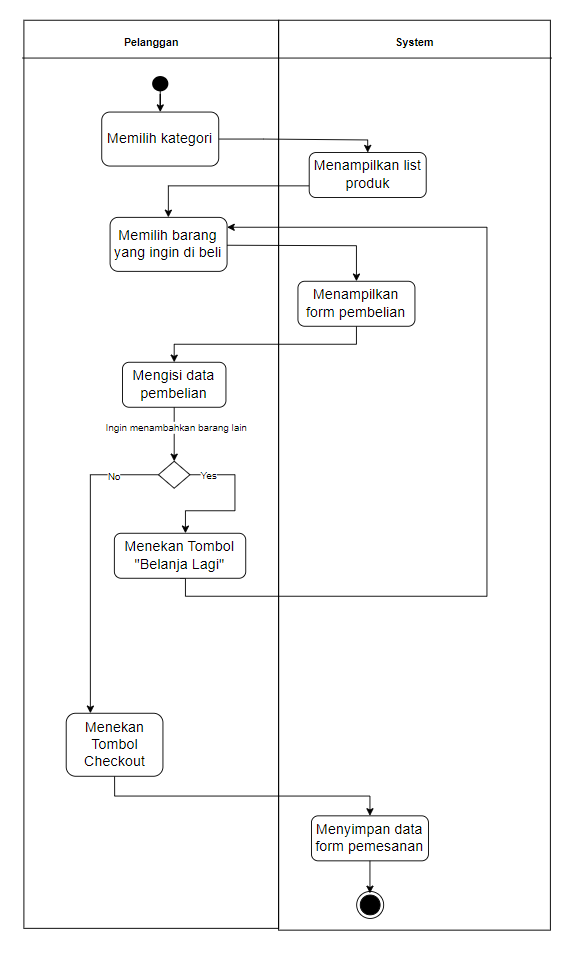 Pelanggan
System
Memilih kategori
Menampilkan list
produk
Memilih barang
yang ingin di beli
Menampilkan
form pembelian
Mengisi data
pembelian
Ingin menambahkan barang lain
No
Yes
Menekan Tombol
"Belanja Lagi"
Menekan
Tombol
Checkout
Menyimpan data
form pemesanan